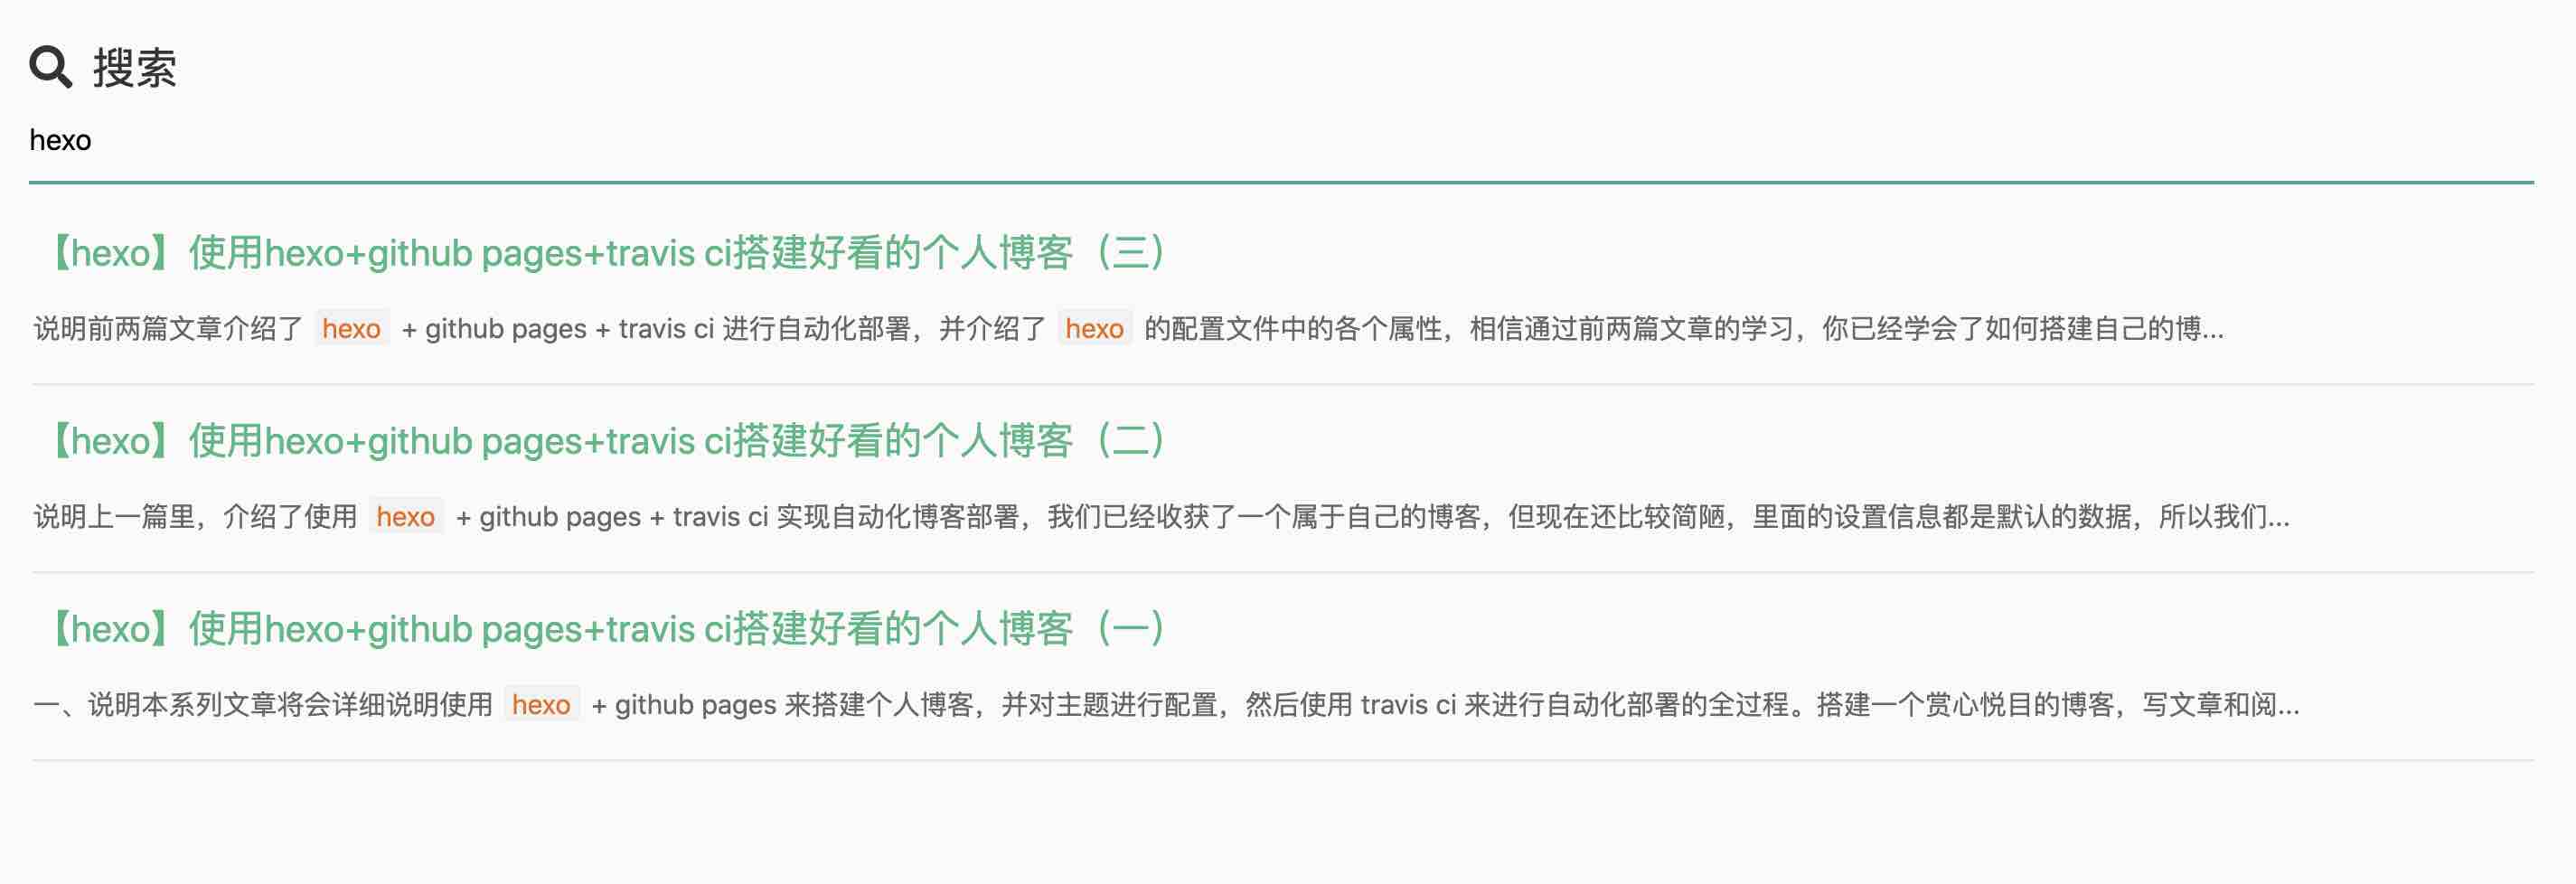 搜索
hexo
【hexo】使用hexo+github pages+travis ci搭建好看的个人博客（三）
说明前两篇文章介绍了 hexo + github pages + travis ci 进行自动化部署，并介绍了 hexo 的配置文件中的各个属性，相信通过前两篇文章的学习，你已经学会了如何搭建自己的博...
【hexo】使用hexo+github pages+travis ci搭建好看的个人博客（二）
说明上一篇里，介绍了使用 hexo + github pages + travis ci 实现自动化博客部署，我们已经收获了一个属于自己的博客，但现在还比较简陋，里面的设置信息都是默认的数据，所以我们...
【hexo】使用hexo+github pages+travis ci搭建好看的个人博客（一）
一、说明本系列文章将会详细说明使用 hexo + github pages 来搭建个人博客，并对主题进行配置，然后使用 travis ci 来进行自动化部署的全过程。搭建一个赏心悦目的博客，写文章和阅...